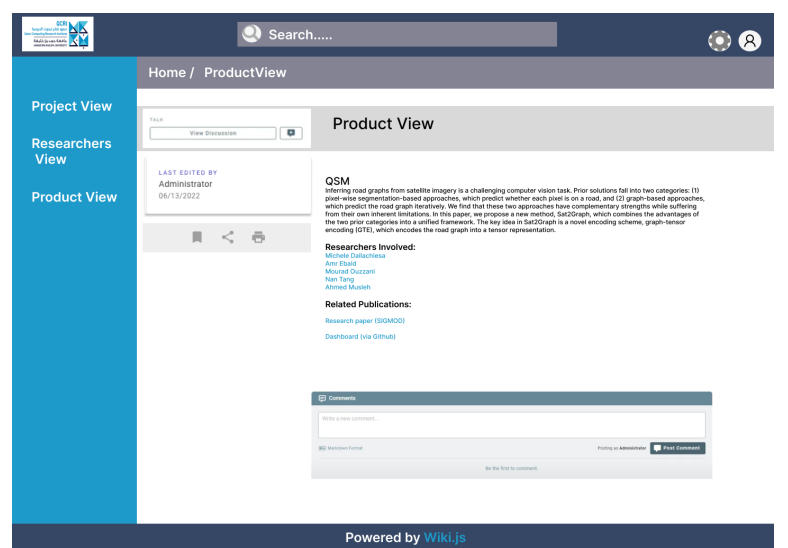 QCRI
Search.....
Home / ProductView
Project View
Researchers
View
Product View
TALK
View Discussion
Product View
LAST EDITED BY
Administrator
06/13/2022
QSM
Inferring road graphs from satellite imagery is a challenging computer vision task. Prior solutions fall into two categories: (1)
pixel-wise segmentation-based approaches, which predict whether each pixel is on a road, and (2) graph-based approaches,
which predict the road graph iteratively. We find that these two approaches have complementary strengths while suffering
from their own inherent limitations. In this paper, we propose a new method, Sat2Graph, which combines the advantages of
the two prior categories into a unified framework. The key idea in Sat2Graph is a novel encoding scheme, graph-tensor
encoding (GTE), which encodes the road graph into a tensor representation.
Researchers Involved:
Michele Dallachiesa
Amr Ebaid
Mourad Ouzzani
Nan Tang
Ahmed Musleh
Related Publications:
Research paper (SIGMOD)
Dashboard (via Github)
Comments
Write a new comment...
Markdown Format
Posting as Administrator
Post Comment
Be the first to comment.
Powered by Wiki.js